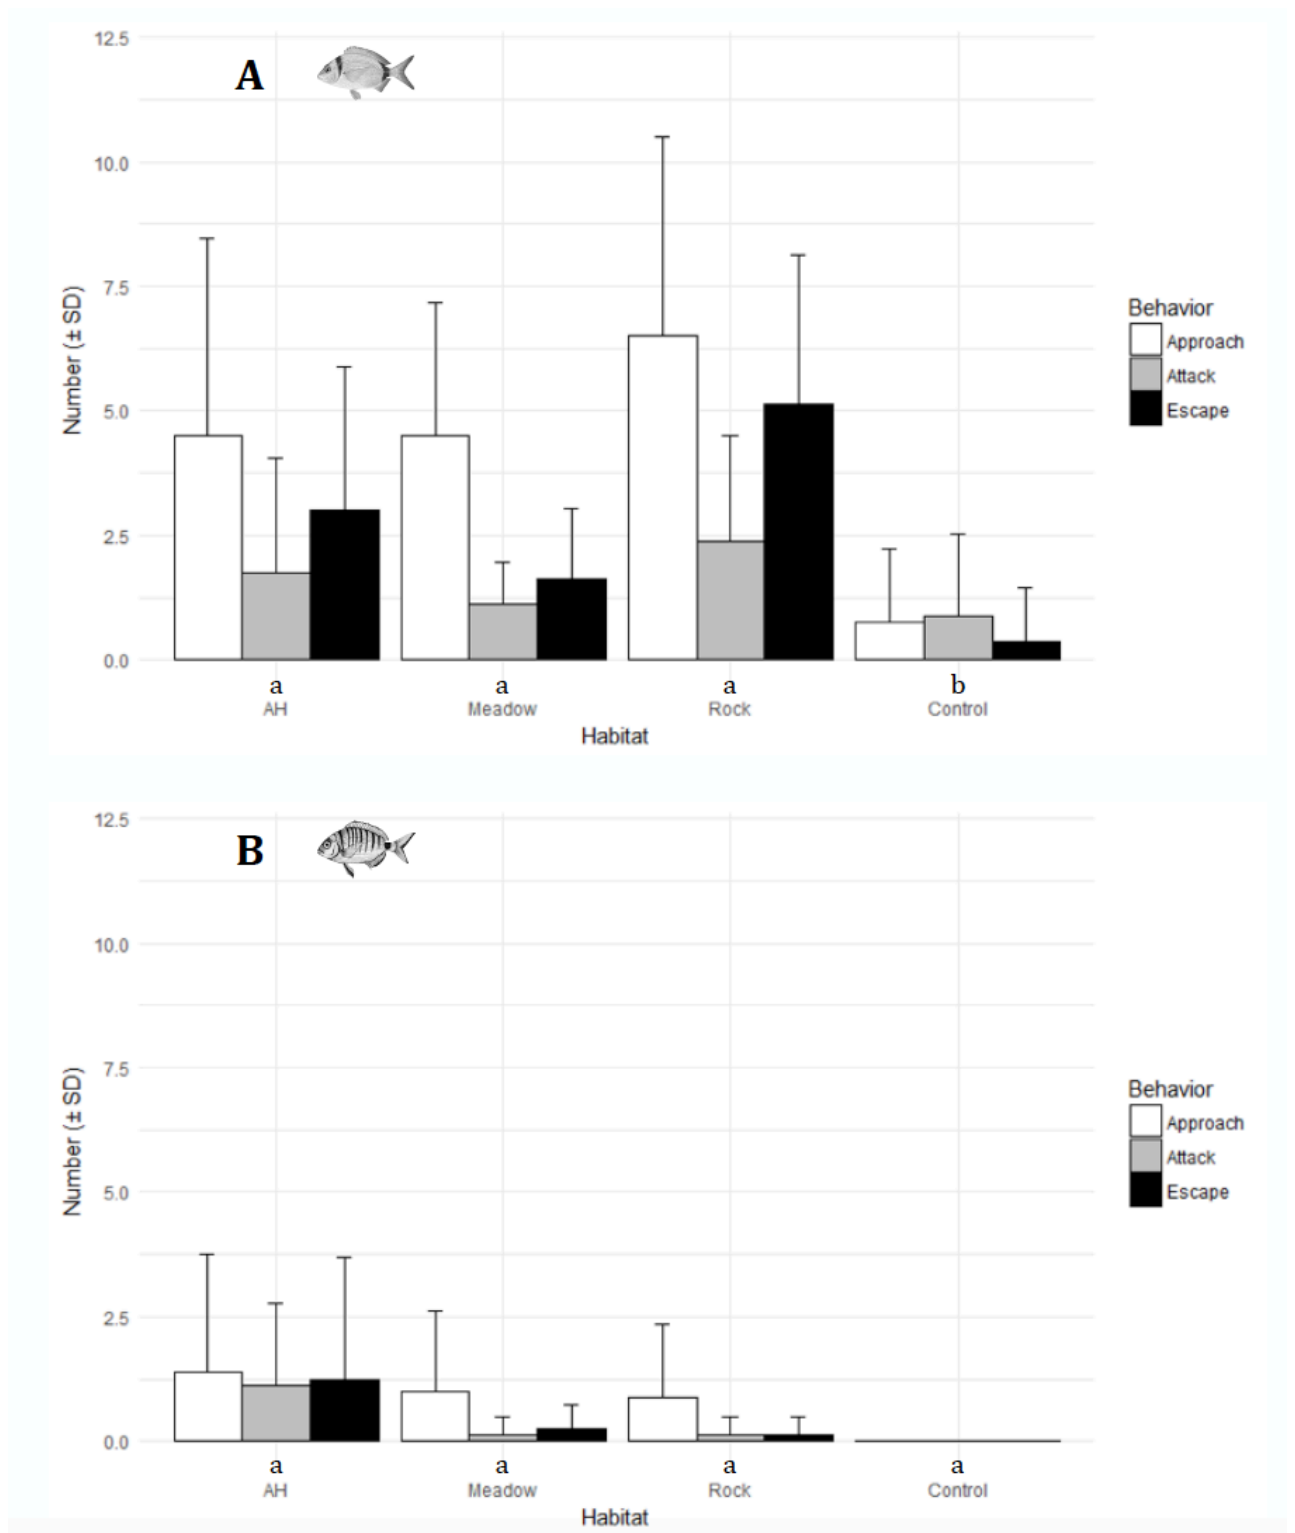 A
12.5
10.0
7.5
5.0
2.5
0.0
Number (± SD)
Behavior
Approach
Attack
Escape
a a a b
AH Meadow Rock Control
Habitat
B
12.5
10.0
7.5
5.0
2.5
0.0
Number (± SD)
Behavior
Approach
Attack
Escape
a a a a
AH Meadow Rock Control
Habitat